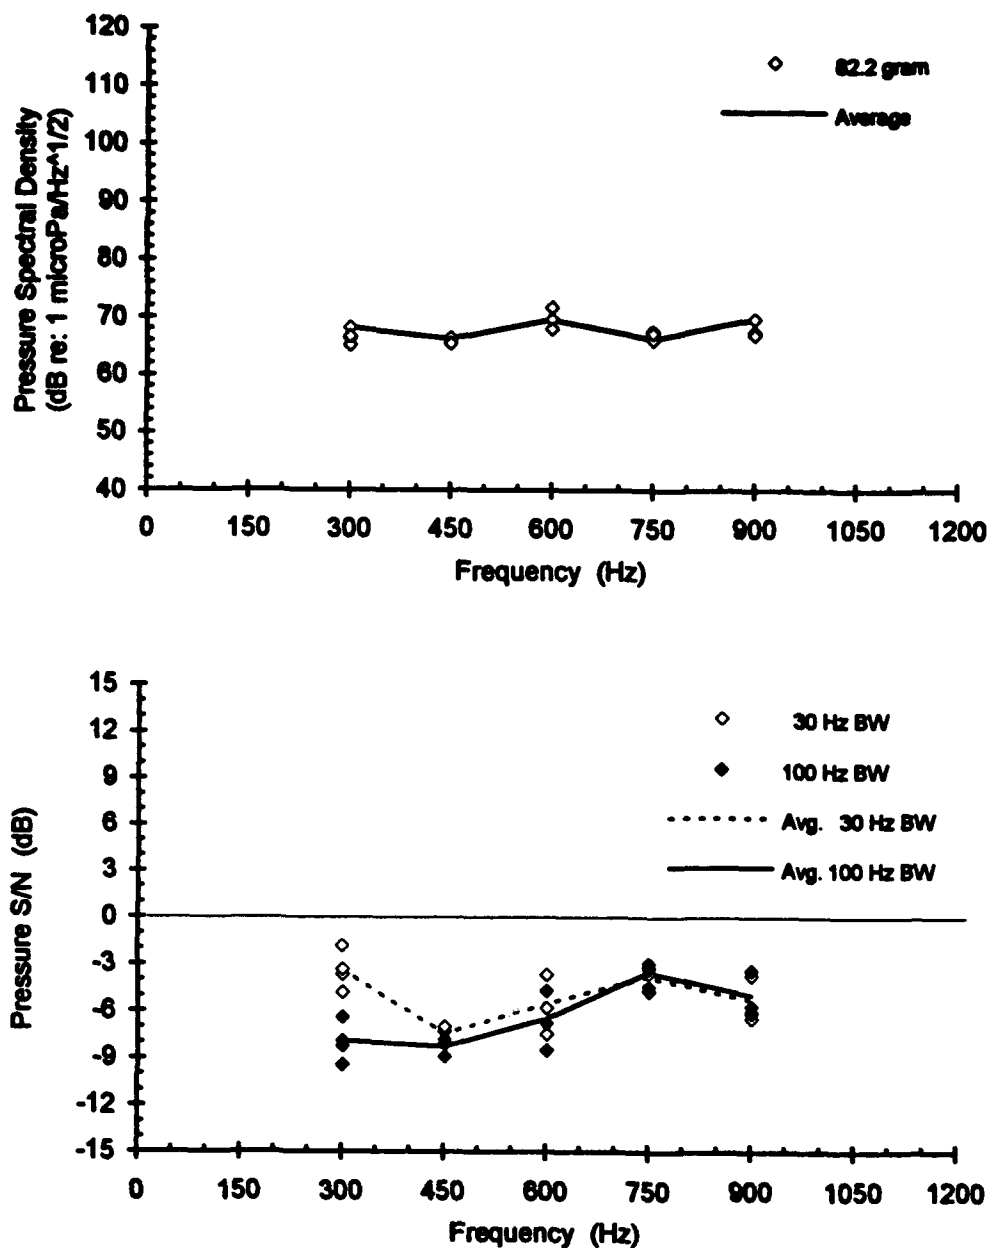 120
110
100
90
80
70
60
50
40
Pressure Spectral Density
(dB re: 1 microPa/Hz^1/2)
82.2 gram
Average
0 150 300 450 600 750 900 1050 1200
Frequency (Hz)
15
12
9
6
3
0
-3
-6
-9
-12
-15
Pressure S/N (dB)
30 Hz BW
100 Hz BW
Avg. 30 Hz BW
Avg. 100 Hz BW
0 150 300 450 600 750 900 1050 1200
Frequency (Hz)